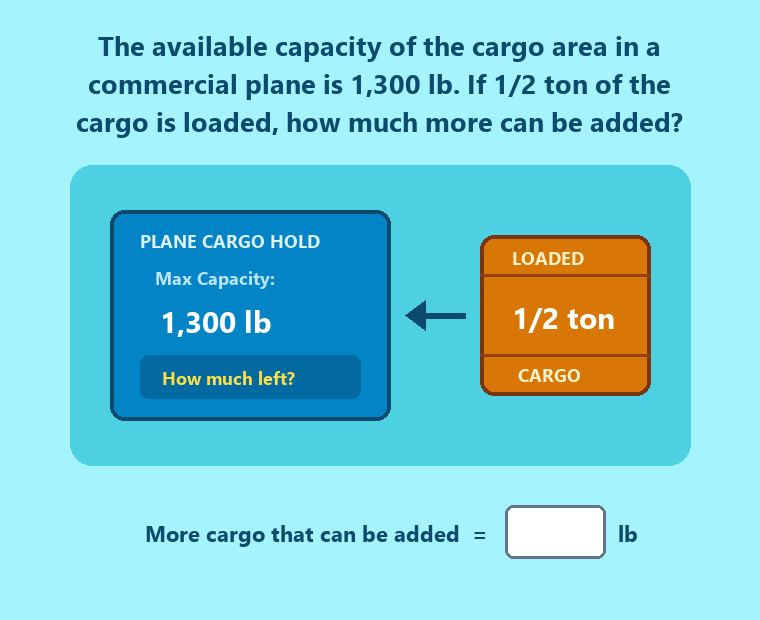 The available capacity of the cargo area in a
commercial plane is 1,300 lb. If 1/2 ton of the
cargo is loaded, how much more can be added?
PLANE CARGO HOLD
Max Capacity:
1,300 lb
How much left?
LOADED
1/2 ton
CARGO
More cargo that can be added = lb